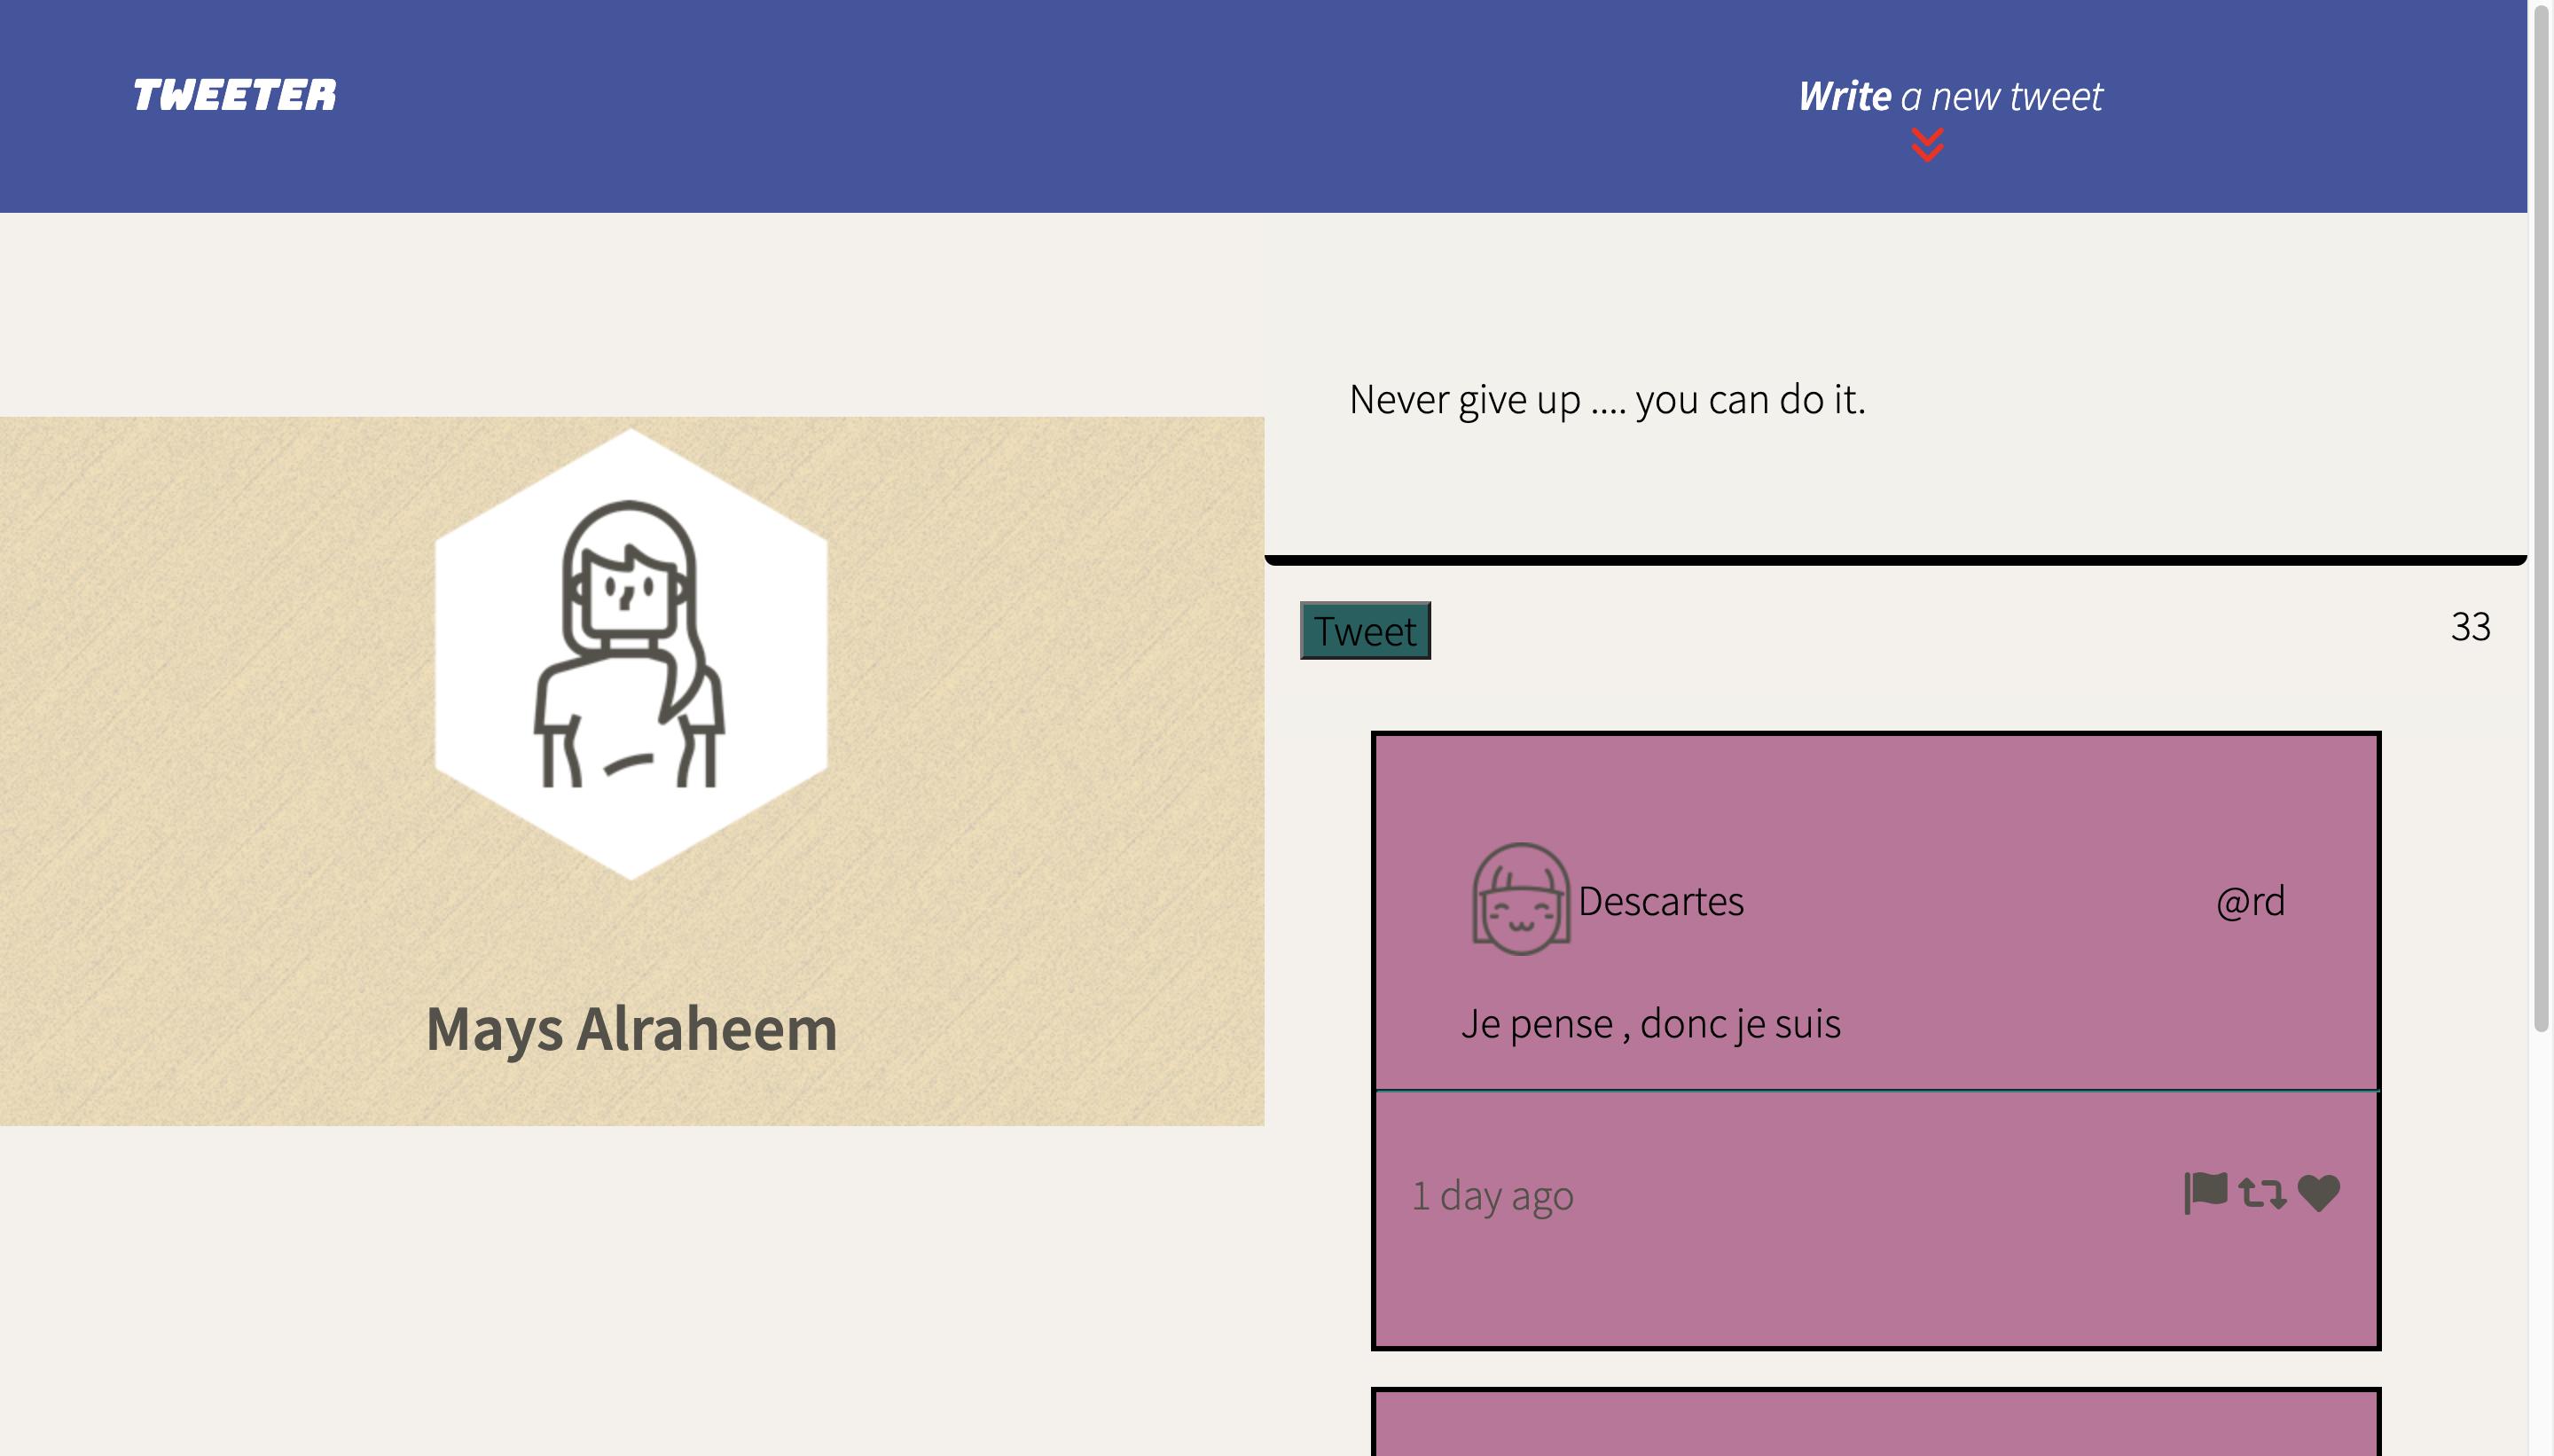 TWEETER
Write a new tweet
Never give up .... you can do it.
Tweet
33
Mays Alraheem
Descartes
@rd
Je pense , donc je suis
1 day ago